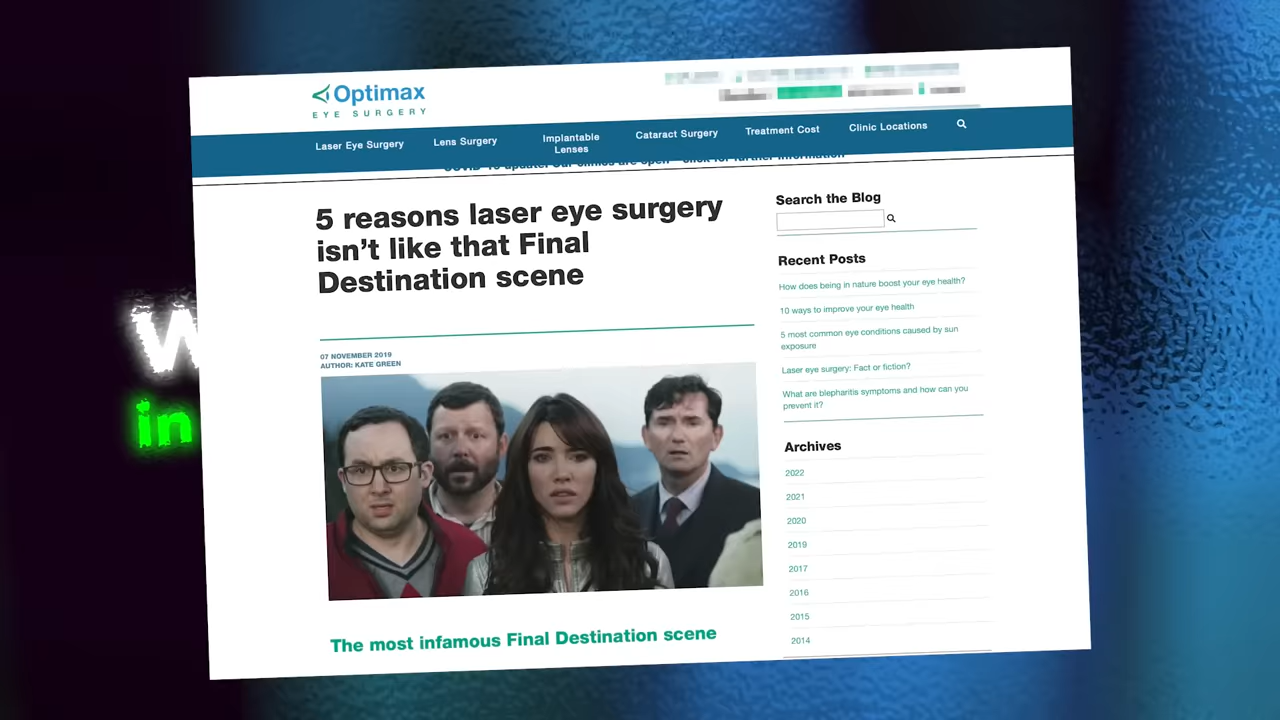 Optimax
EYE SURGERY
Laser Eye Surgery
Lens Surgery
Implantable
Lenses
Cataract Surgery
Treatment Cost
Clinic Locations
5 reasons laser eye surgery
isn't like that Final
Destination scene
07 NOVEMBER 2019
AUTHOR: KATE GREEN
The most infamous Final Destination scene
Search the Blog
Recent Posts
How does being in nature boost your eye health?
10 ways to improve your eye health
5 most common eye conditions caused by sun
exposure
Laser eye surgery: Fact or fiction?
What are blepharitis symptoms and how can you
prevent it?
Archives
2022
2021
2020
2019
2017
2016
2015
2014
in